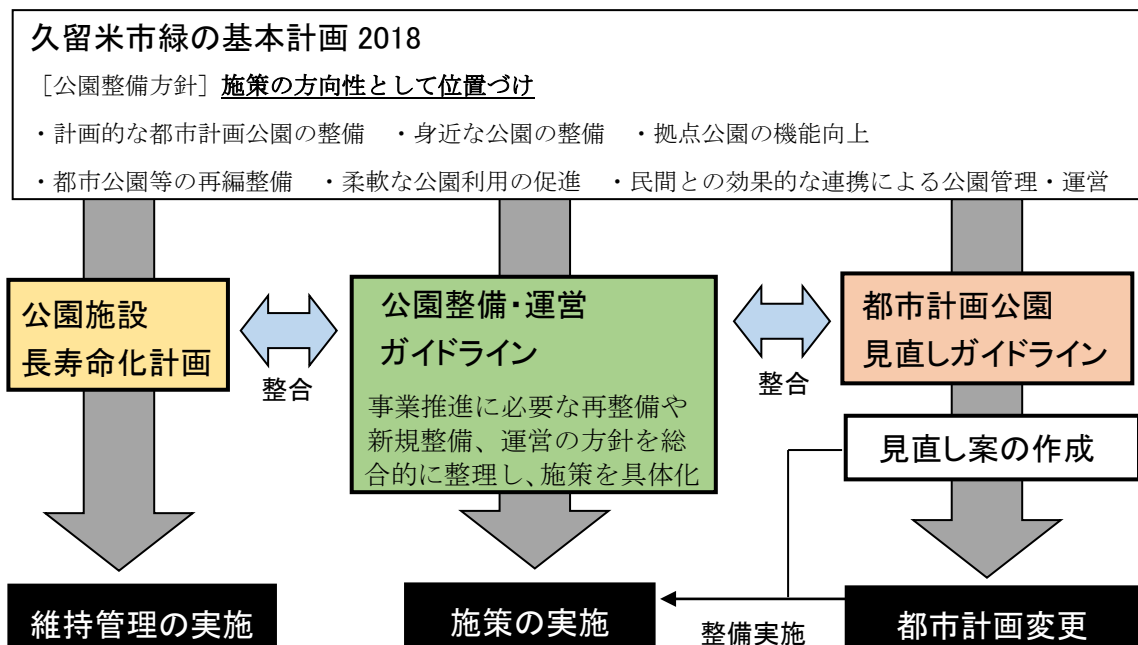 久留米市緑の基本計画 2018
［公園整備方針］施策の方向性として位置づけ
・計画的な都市計画公園の整備　・身近な公園の整備　・拠点公園の機能向上
・都市公園等の再編整備　・柔軟な公園利用の促進　・民間との効果的な連携による公園管理・運営
公園施設
長寿命化計画
整合
公園整備・運営
ガイドライン
事業推進に必要な再整備や
新規整備、運営の方針を総
合的に整理し、施策を具体化
整合
都市計画公園
見直しガイドライン
見直し案の作成
維持管理の実施
施策の実施
整備実施
都市計画変更